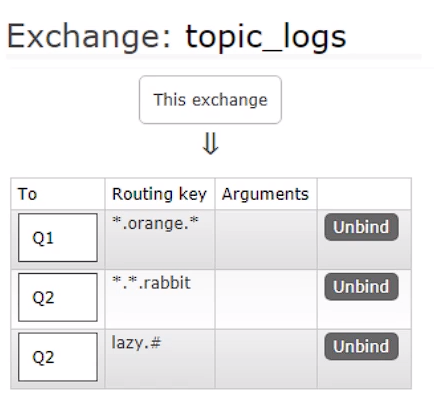 Exchange: topic_logs
This exchange
⇓
To Routing key Arguments
Q1 *.orange.* Unbind
Q2 *.*.rabbit Unbind
Q2 lazy.# Unbind